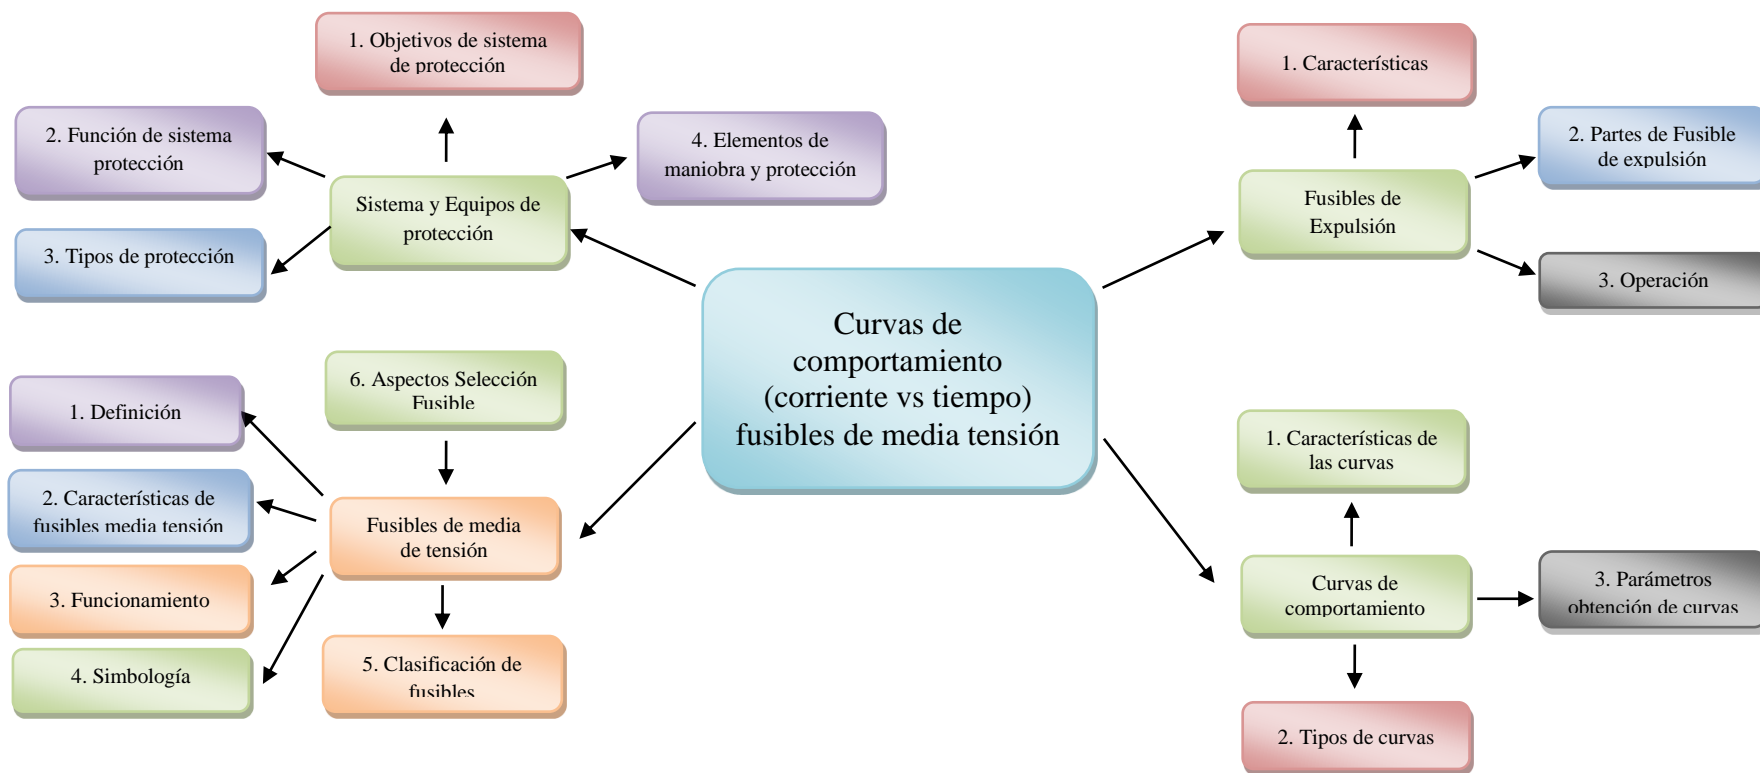 1. Objetivos de sistema
de protección
2. Función de sistema
protección
4. Elementos de
maniobra y protección
Sistema y Equipos de
protección
3. Tipos de protección
1. Características
2. Partes de Fusible
de expulsión
Fusibles de
Expulsión
3. Operación
Curvas de
comportamiento
(corriente vs tiempo)
fusibles de media tensión
6. Aspectos Selección
Fusible
1. Definición
2. Características de
fusibles media tensión
Fusibles de media
de tensión
3. Funcionamiento
4. Simbología
5. Clasificación de
fusibles
1. Características de
las curvas
Curvas de
comportamiento
3. Parámetros
obtención de curvas
2. Tipos de curvas